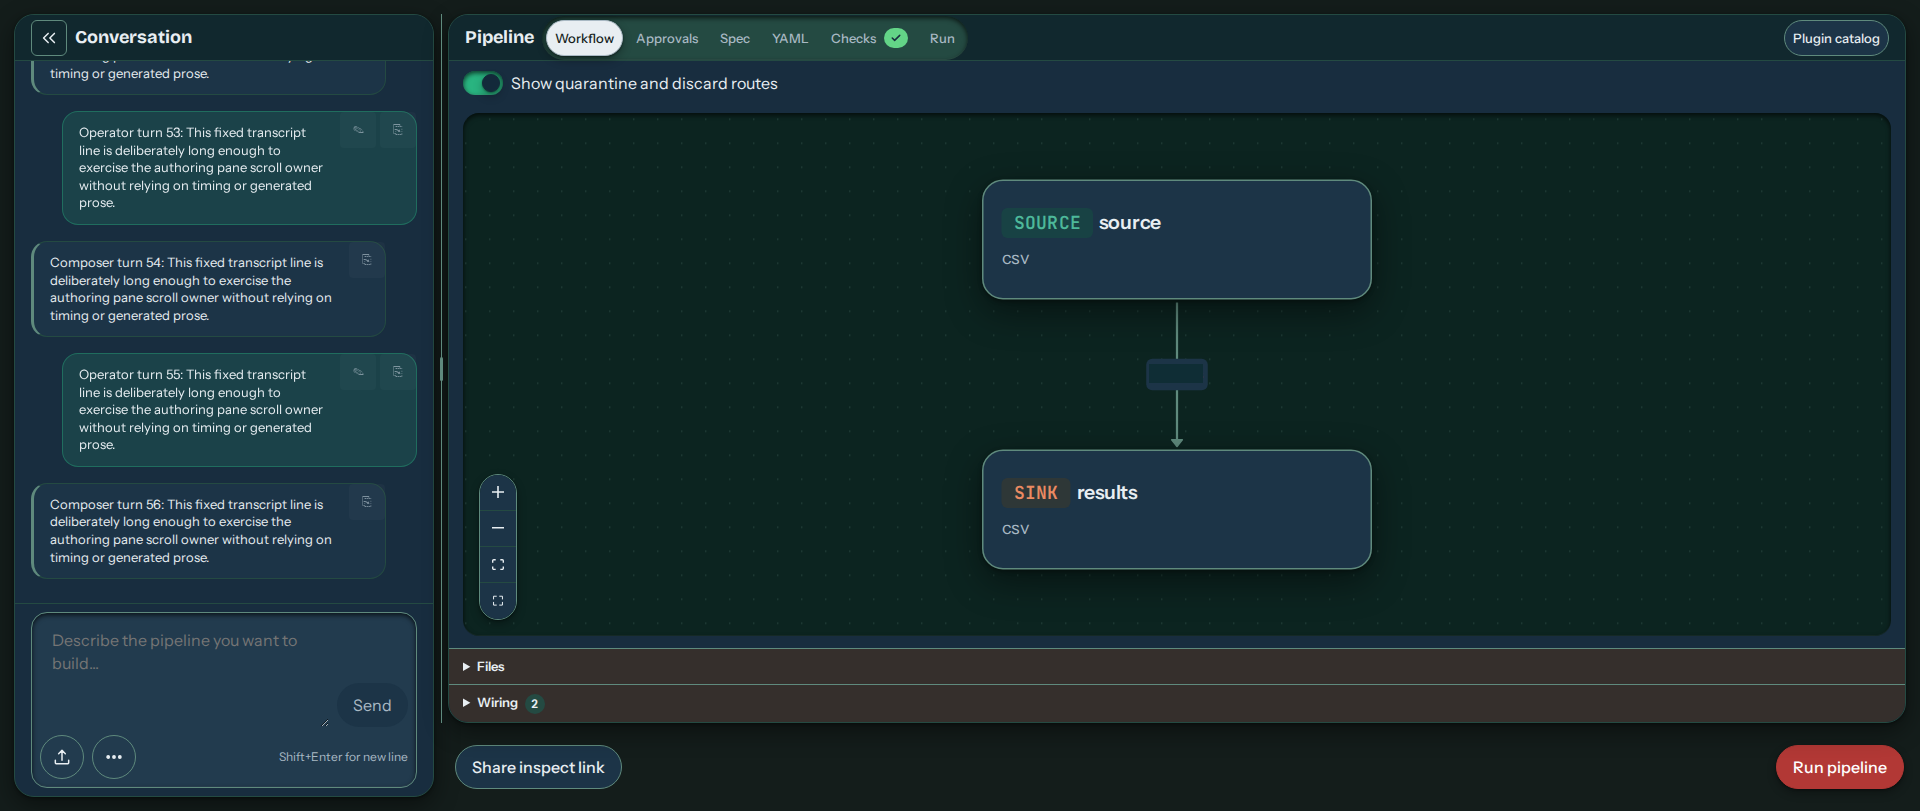 Conversation
timing or generated prose.
Operator turn 53: This fixed transcript
line is deliberately long enough to
exercise the authoring pane scroll owner
without relying on timing or generated
prose.
Composer turn 54: This fixed transcript line is
deliberately long enough to exercise the
authoring pane scroll owner without relying on
timing or generated prose.
Operator turn 55: This fixed transcript
line is deliberately long enough to
exercise the authoring pane scroll owner
without relying on timing or generated
prose.
Composer turn 56: This fixed transcript line is
deliberately long enough to exercise the
authoring pane scroll owner without relying on
timing or generated prose.
Describe the pipeline you want to
build...
Send
Shift+Enter for new line
Pipeline Workflow Approvals Spec YAML Checks Run Plugin catalog
Show quarantine and discard routes
SOURCE source
CSV
SINK results
CSV
Files
Wiring 2
Share inspect link
Run pipeline